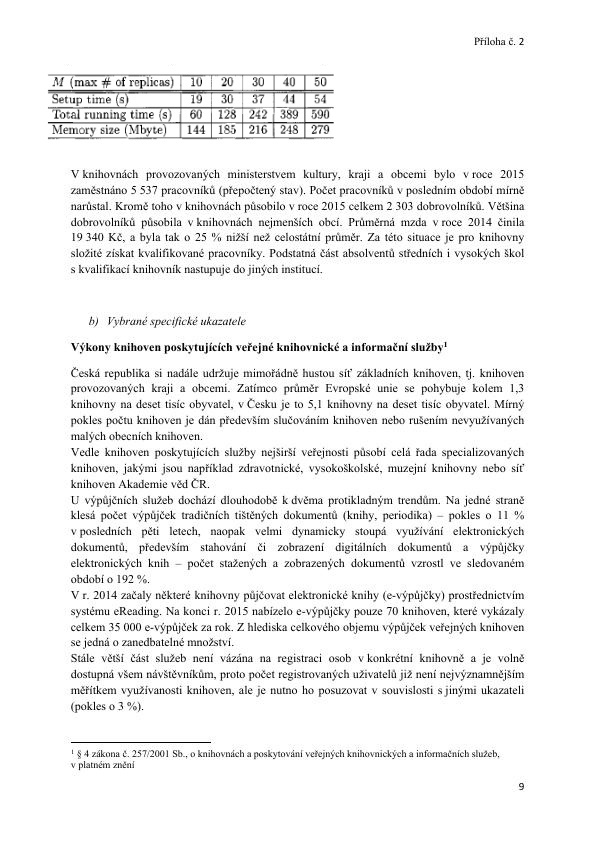 Příloha č. 2
M (max # of replicas) 10 20 30 40 50
Setup time (s) 19 30 37 44 54
Total running time (s) 60 128 242 389 590
Memory size (Mbyte) 144 185 216 248 279
V knihovnách provozovaných ministerstvem kultury, kraji a obcemi bylo v roce 2015
zaměstnáno 5 537 pracovníků (přepočtený stav). Počet pracovníků v posledním období mírně
narůstal. Kromě toho v knihovnách působilo v roce 2015 celkem 2 303 dobrovolníků. Většina
dobrovolníků působila v knihovnách nejmenších obcí. Průměrná mzda v roce 2014 činila
19 340 Kč, a byla tak o 25 % nižší než celostátní průměr. Za této situace je pro knihovny
složité získat kvalifikované pracovníky. Podstatná část absolventů středních i vysokých škol
s kvalifikací knihovník nastupuje do jiných institucí.
b) Vybrané specifické ukazatele
Výkony knihoven poskytujících veřejné knihovnické a informační služby1
Česká republika si nadále udržuje mimořádně hustou síť základních knihoven, tj. knihoven
provozovaných kraji a obcemi. Zatímco průměr Evropské unie se pohybuje kolem 1,3
knihovny na deset tisíc obyvatel, v Česku je to 5,1 knihovny na deset tisíc obyvatel. Mírný
pokles počtu knihoven je dán především slučováním knihoven nebo rušením nevyužívaných
malých obecních knihoven.
Vedle knihoven poskytujících služby nejširší veřejnosti působí celá řada specializovaných
knihoven, jakými jsou například zdravotnické, vysokoškolské, muzejní knihovny nebo síť
knihoven Akademie věd ČR.
U výpůjčních služeb dochází dlouhodobě k dvěma protikladným trendům. Na jedné straně
klesá počet výpůjček tradičních tištěných dokumentů (knihy, periodika) – pokles o 11 %
v posledních pěti letech, naopak velmi dynamicky stoupá využívání elektronických
dokumentů, především stahování či zobrazení digitálních dokumentů a výpůjčky
elektronických knih – počet stažených a zobrazených dokumentů vzrostl ve sledovaném
období o 192 %.
V r. 2014 začaly některé knihovny půjčovat elektronické knihy (e-výpůjčky) prostřednictvím
systému eReading. Na konci r. 2015 nabízelo e-výpůjčky pouze 70 knihoven, které vykázaly
celkem 35 000 e-výpůjček za rok. Z hlediska celkového objemu výpůjček veřejných knihoven
se jedná o zanedbatelné množství.
Stále větší část služeb není vázána na registraci osob v konkrétní knihovně a je volně
dostupná všem návštěvníkům, proto počet registrovaných uživatelů již není nejvýznamnějším
měřítkem využívanosti knihoven, ale je nutno ho posuzovat v souvislosti s jinými ukazateli
(pokles o 3 %).
1 § 4 zákona č. 257/2001 Sb., o knihovnách a poskytování veřejných knihovnických a informačních služeb,
v platném znění
9